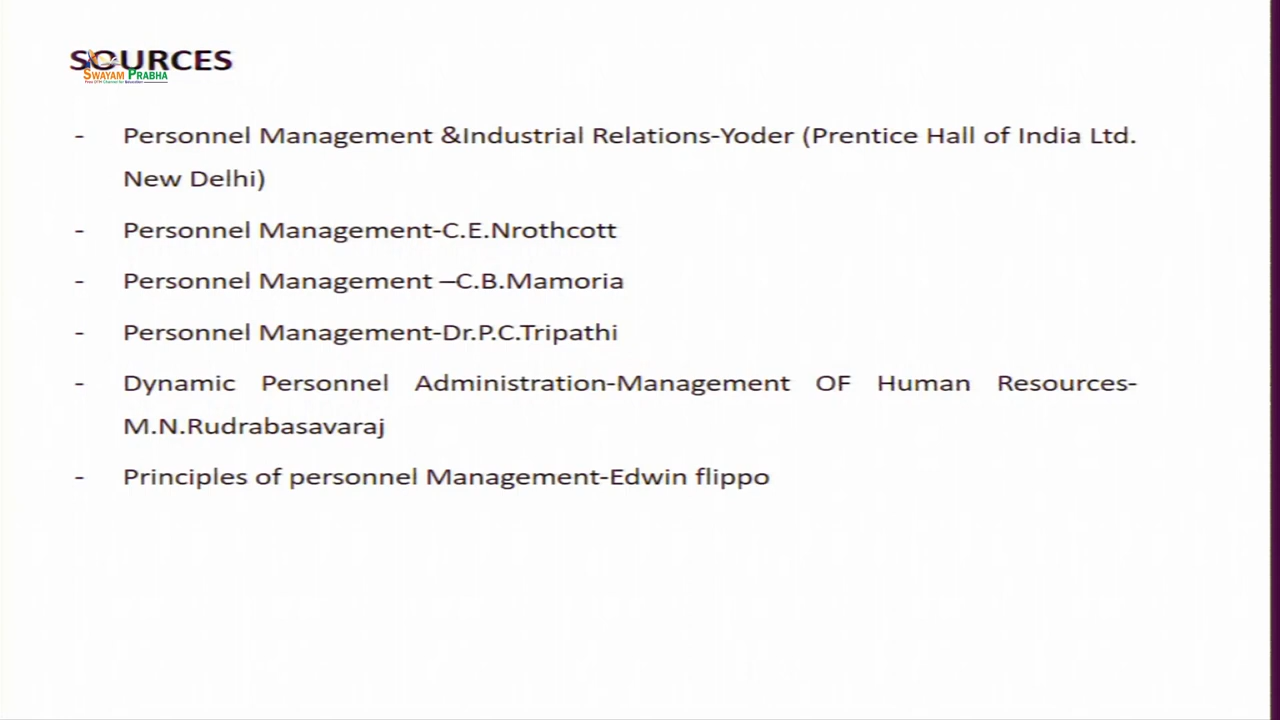 SOURCES
SWAYAM PRABHA
- Personnel Management &Industrial Relations-Yoder (Prentice Hall of India Ltd.
New Delhi)
- Personnel Management-C.E.Nrothcott
- Personnel Management –C.B.Mamoria
- Personnel Management-Dr.P.C.Tripathi
- Dynamic Personnel Administration-Management OF Human Resources-
M.N.Rudrabasavaraj
- Principles of personnel Management-Edwin flippo